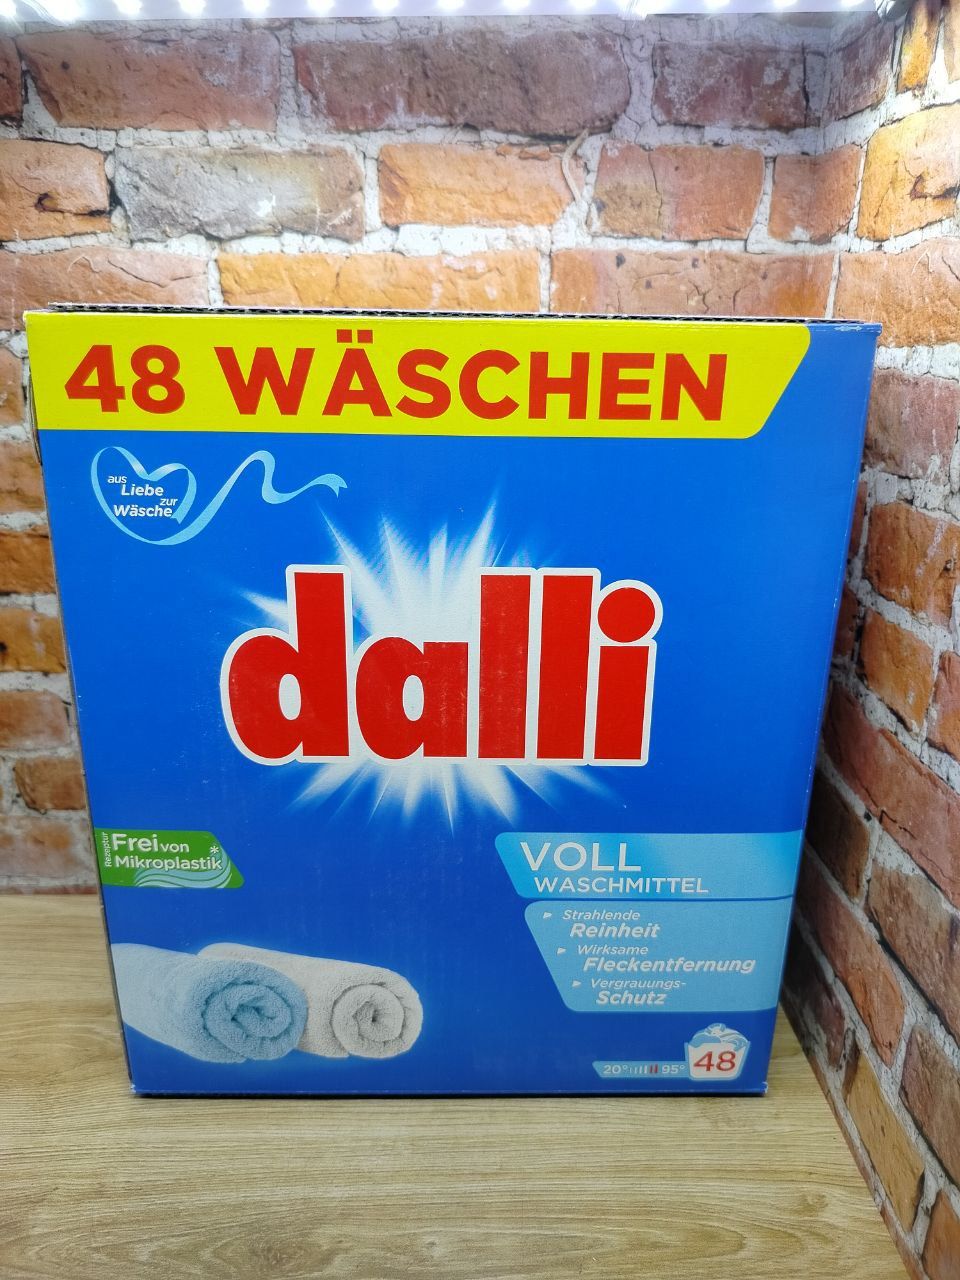 48 WÄSCHEN
aus
Liebe
zur
Wäsche
dalli
Rezeptur
Frei von
Mikroplastik*
VOLL
WASCHMITTEL
Strahlende
Reinheit
Wirksame
Fleckentfernung
Vergrauungs-
Schutz
20° 95°
48